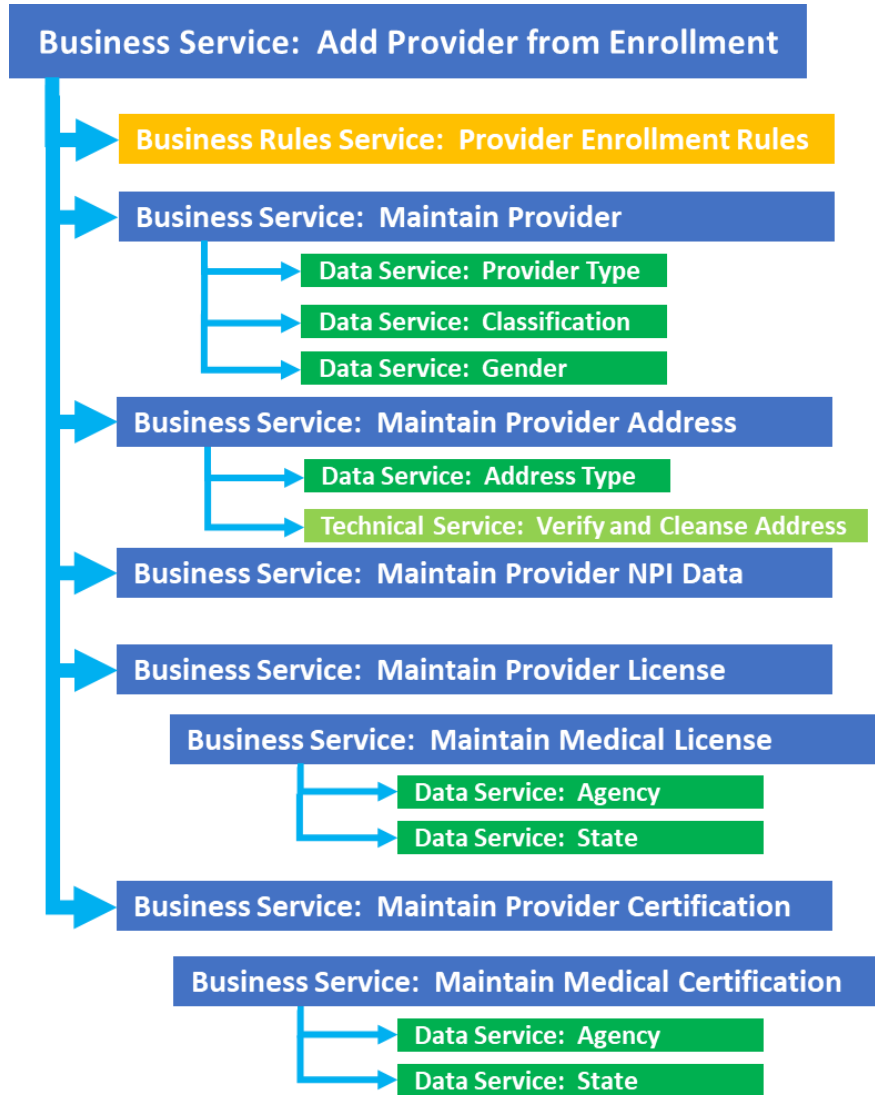 Business Service: Add Provider from Enrollment
Business Rules Service: Provider Enrollment Rules
Business Service: Maintain Provider
Data Service: Provider Type
Data Service: Classification
Data Service: Gender
Business Service: Maintain Provider Address
Data Service: Address Type
Technical Service: Verify and Cleanse Address
Business Service: Maintain Provider NPI Data
Business Service: Maintain Provider License
Business Service: Maintain Medical License
Data Service: Agency
Data Service: State
Business Service: Maintain Provider Certification
Business Service: Maintain Medical Certification
Data Service: Agency
Data Service: State